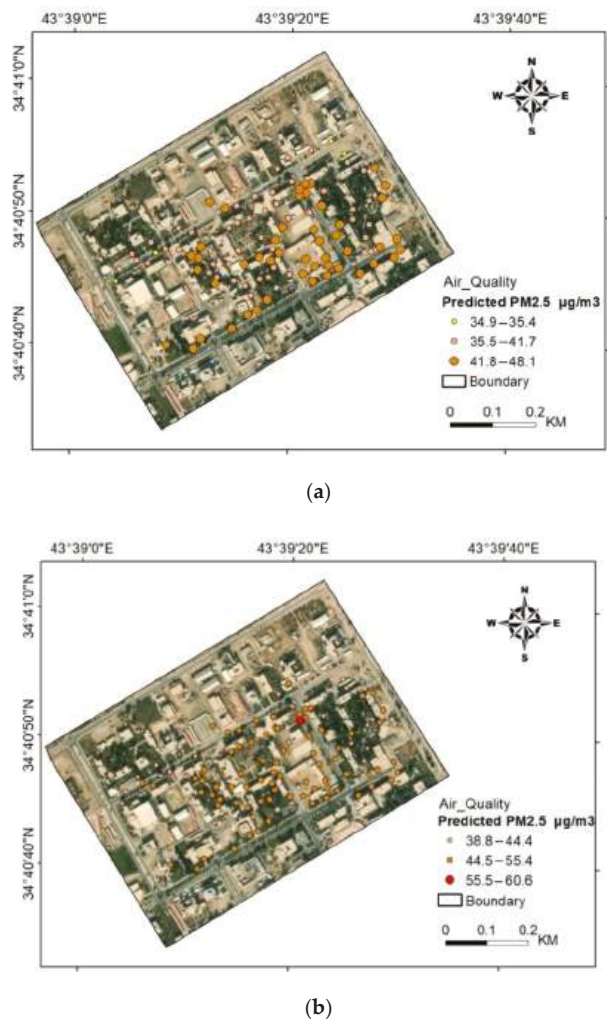 43°39'0"E 43°39'20"E 43°39'40"E
34°41'0"N
34°40'50"N
34°40'40"N
N
W E
S
Air_Quality
Predicted PM2.5 µg/m3
34.9–35.4
35.5–41.7
41.8–48.1
Boundary
0 0.1 0.2
KM
(a)
43°39'0"E 43°39'20"E 43°39'40"E
34°41'0"N
34°40'50"N
34°40'40"N
N
W E
S
Air_Quality
Predicted PM2.5 µg/m3
38.8–44.4
44.5–55.4
55.5–60.6
Boundary
0 0.1 0.2
KM
(b)